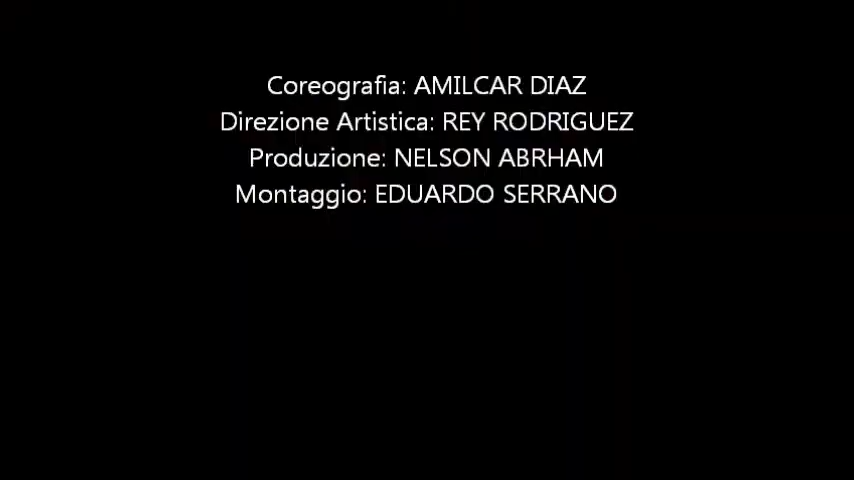 Coreografia: AMILCAR DIAZ
Direzione Artistica: REY RODRIGUEZ
Produzione: NELSON ABRHAM
Montaggio: EDUARDO SERRANO